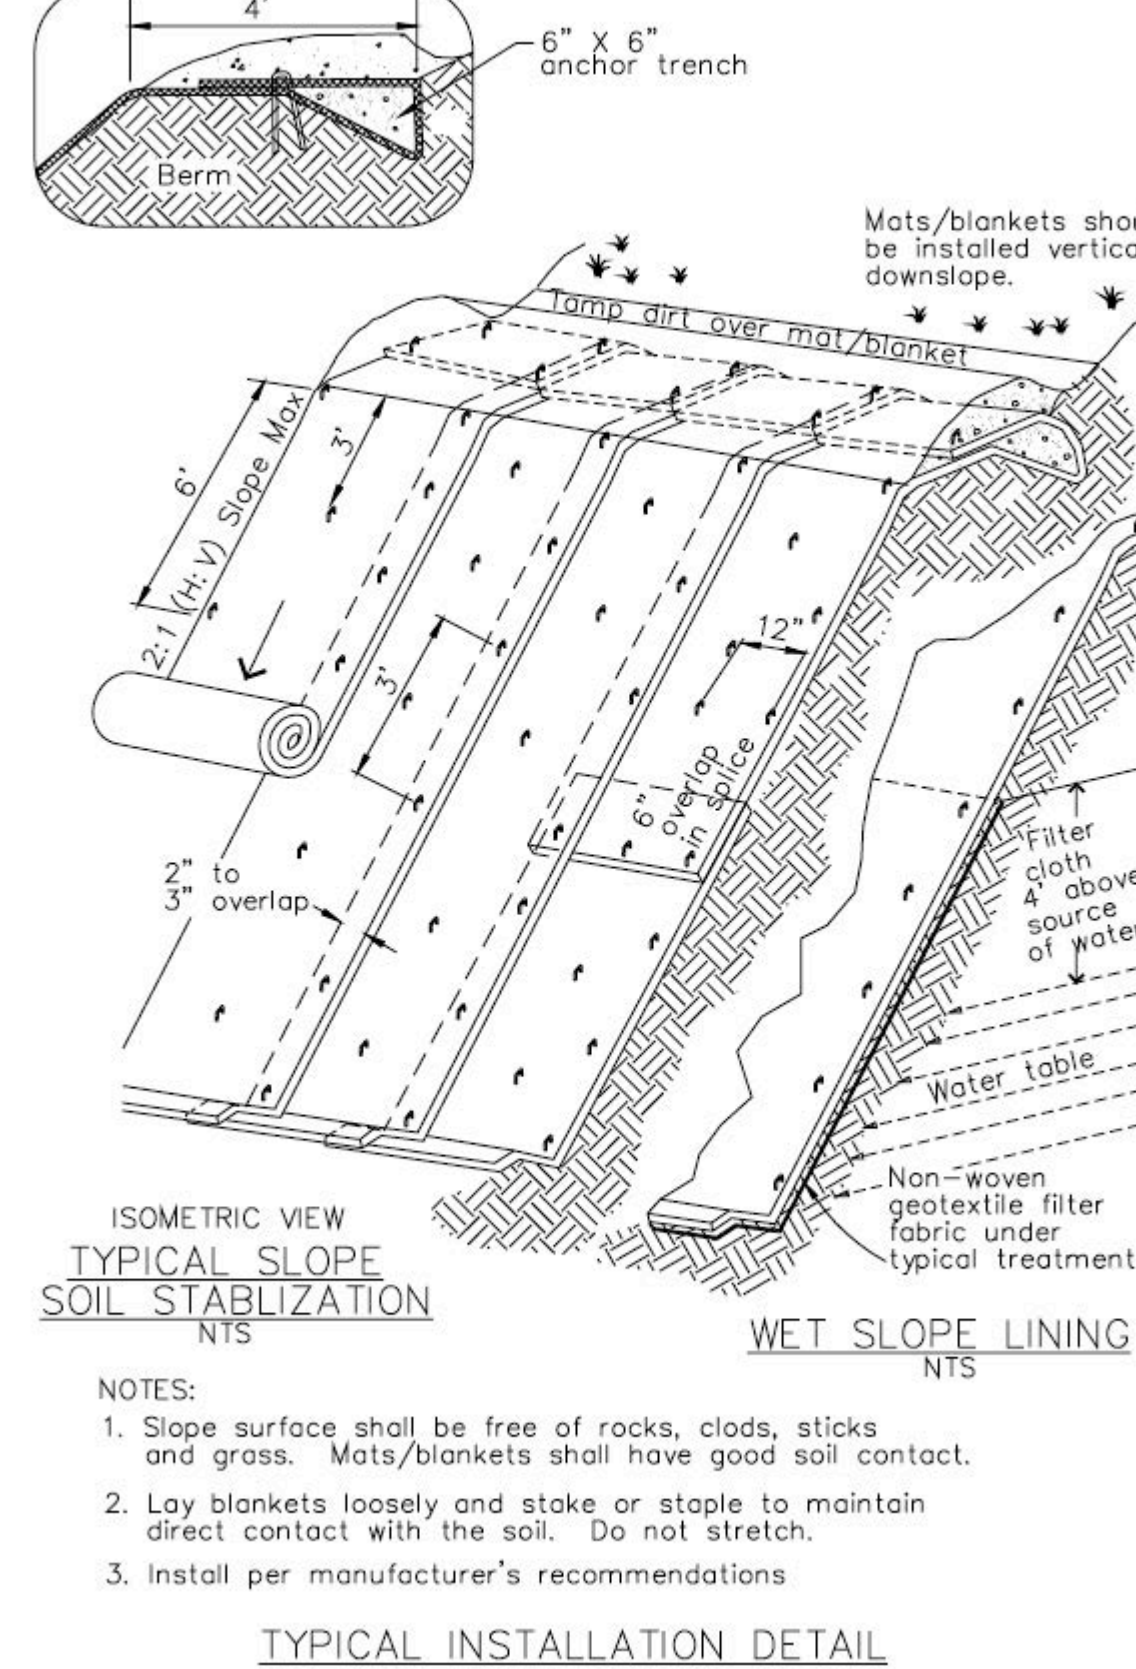 4'
6" X 6"
anchor trench
Berm
Mats/blankets shou
be installed vertica
downslope.
Tamp dirt over mat/blanket
6'
2:1 (H:V) Slope Max
3'
12"
3'
6"
overlap
in splice
2" to
3" overlap
Filter
cloth
4' above
source
of water
Water table
Non-woven
geotextile filter
fabric under
typical treatment
ISOMETRIC VIEW
TYPICAL SLOPE
SOIL STABLIZATION
NTS
WET SLOPE LINING
NTS
NOTES:
1. Slope surface shall be free of rocks, clods, sticks
and grass. Mats/blankets shall have good soil contact.
2. Lay blankets loosely and stake or staple to maintain
direct contact with the soil. Do not stretch.
3. Install per manufacturer's recommendations
TYPICAL INSTALLATION DETAIL